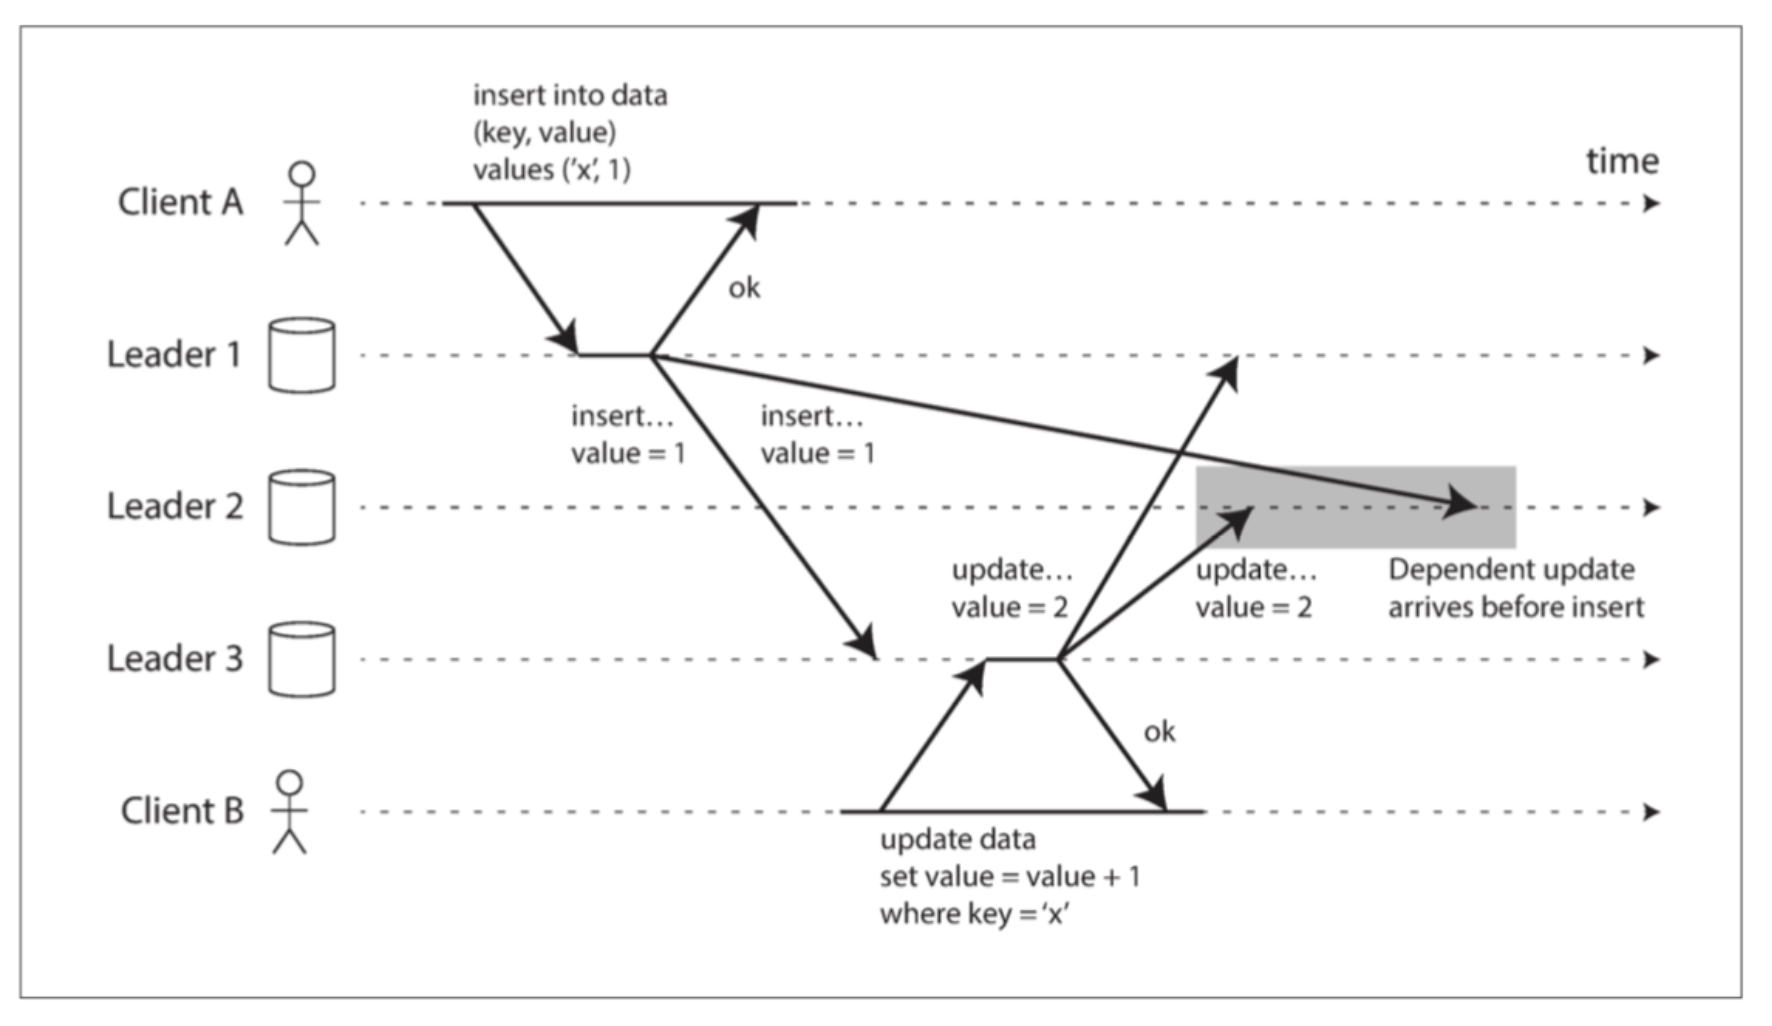 insert into data
(key, value)
values (‘x’, 1)
time
Client A
ok
Leader 1
insert…
value = 1
insert…
value = 1
Leader 2
update…
value = 2
update…
value = 2
Dependent update
arrives before insert
Leader 3
ok
Client B
update data
set value = value + 1
where key = ‘x’